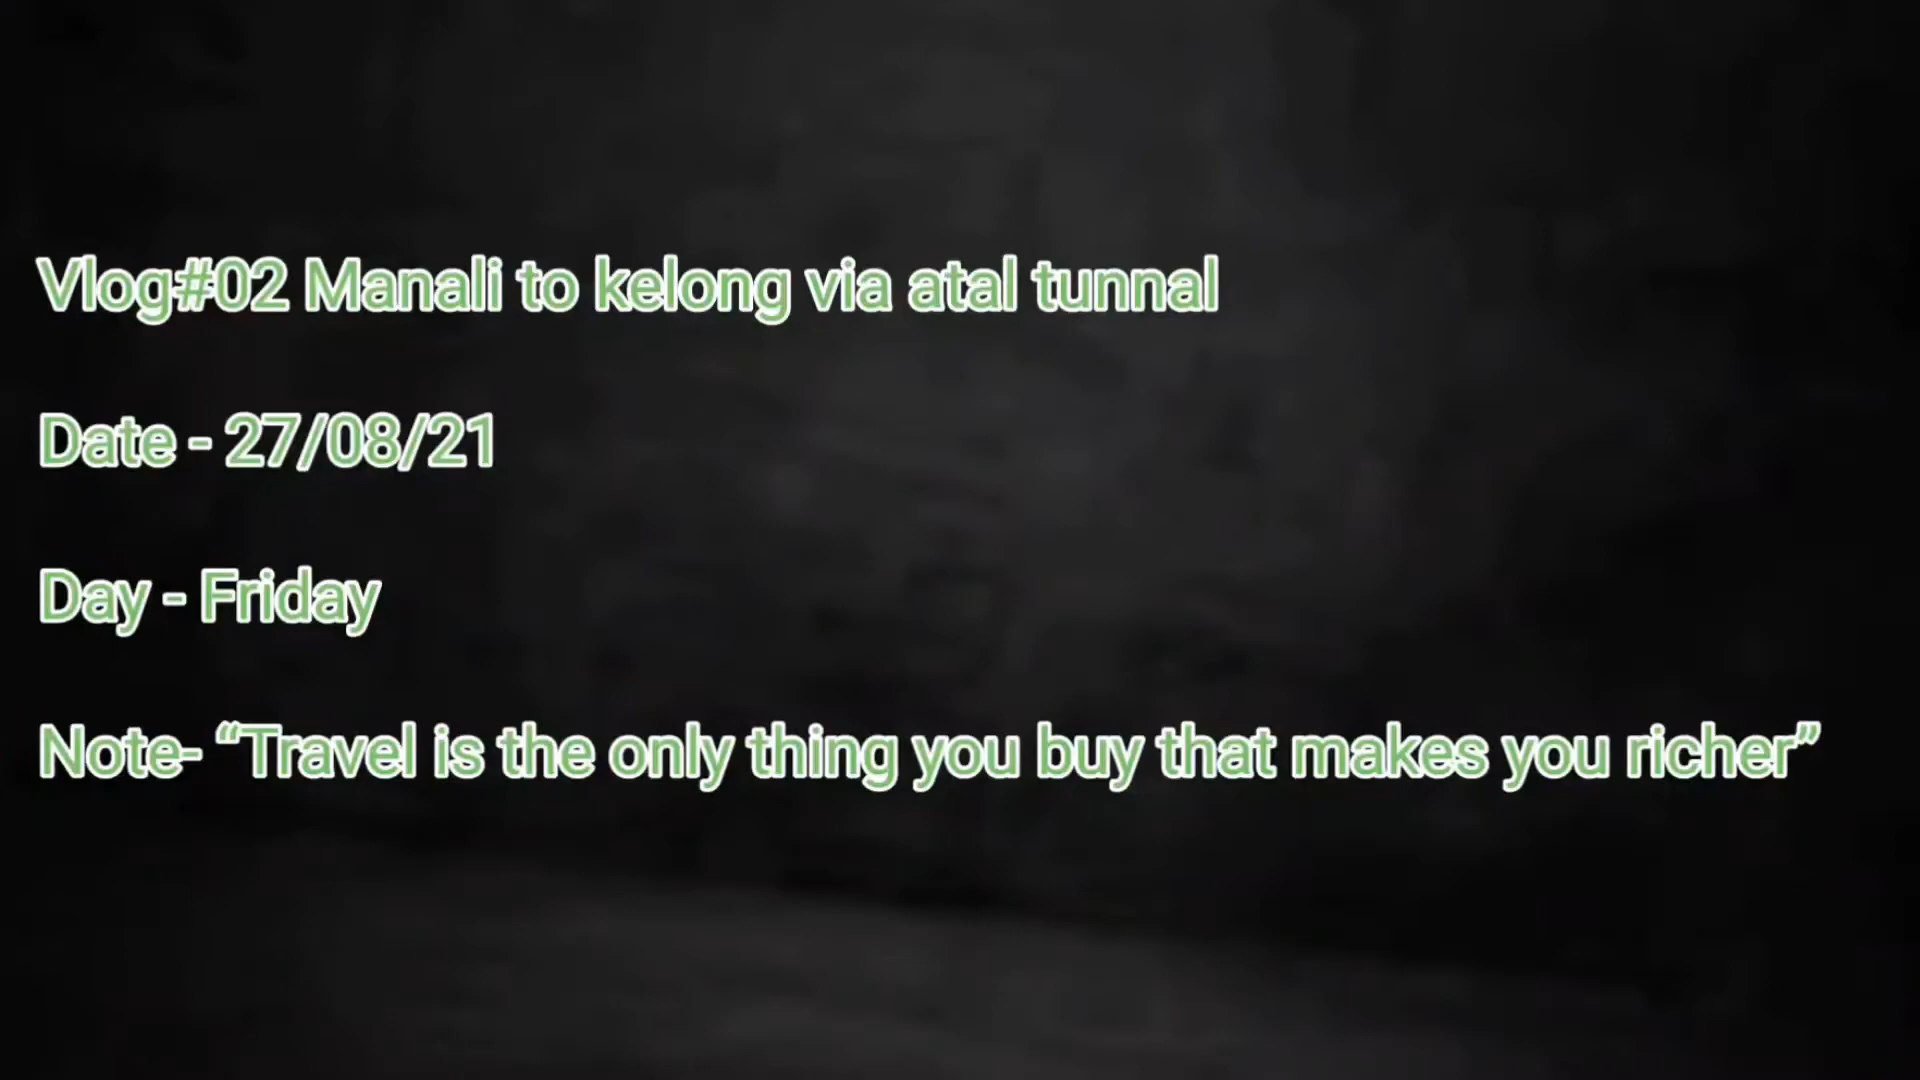 Vlog#02 Manali to kelong via atal tunnal
Date - 27/08/21
Day - Friday
Note- “Travel is the only thing you buy that makes you richer”